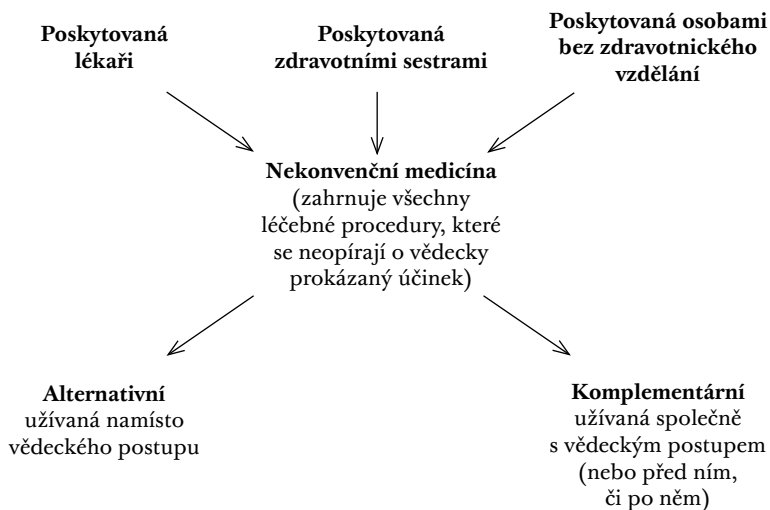 Poskytovaná
lékaři
Poskytovaná
zdravotními sestrami
Poskytovaná osobami
bez zdravotnického
vzdělání
Nekonvenční medicína
(zahrnuje všechny
léčebné procedury, které
se neopírají o vědecky
prokázaný účinek)
Alternativní
užívaná namísto
vědeckého postupu
Komplementární
užívaná společně
s vědeckým postupem
(nebo před ním,
či po něm)